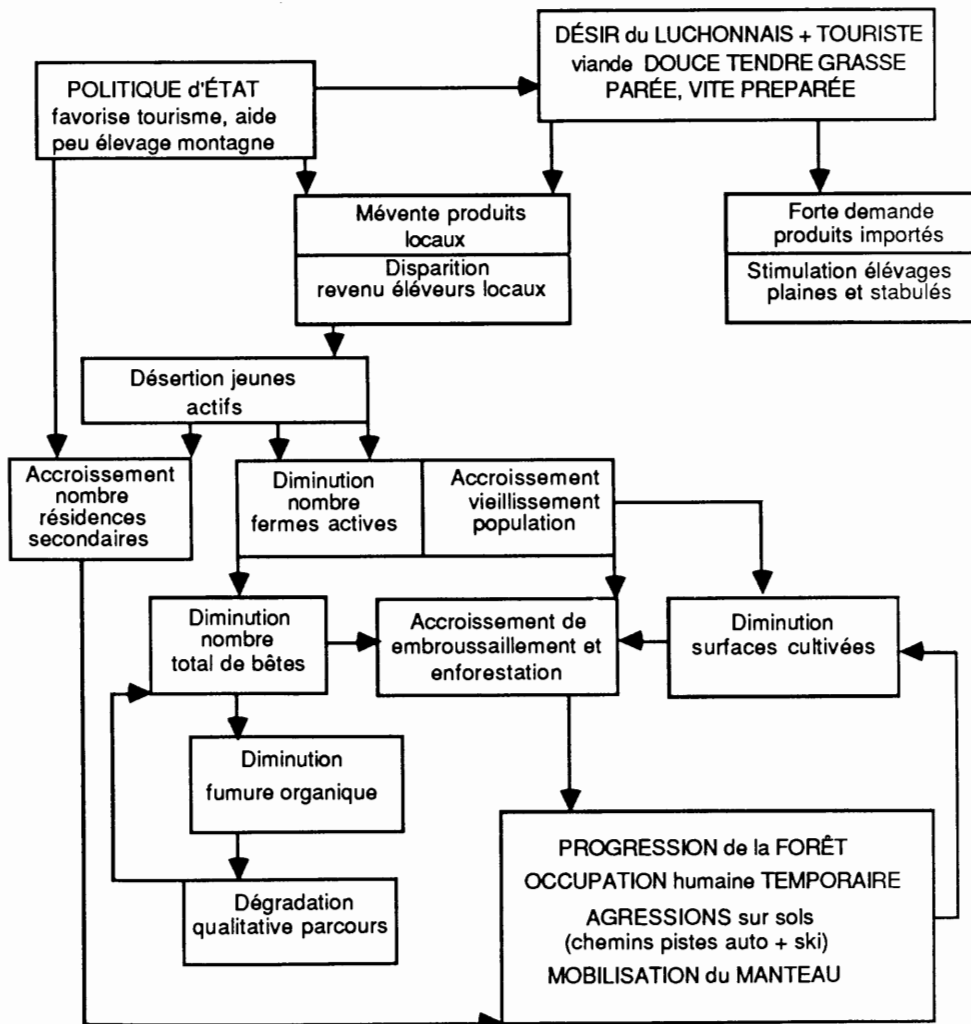 DÉSIR du LUCHONNAIS + TOURISTE
viande DOUCE TENDRE GRASSE
PARÉE, VITE PREPARÉE
POLITIQUE d'ÉTAT
favorise tourisme, aide
peu élevage montagne
Mévente produits
locaux
Disparition
revenu éléveurs locaux
Forte demande
produits importés
Stimulation élévages
plaines et stabulés
Désertion jeunes
actifs
Accroissement
nombre
résidences
secondaires
Diminution
nombre
fermes actives
Accroissement
vieillissement
population
Diminution
nombre
total de bêtes
Accroissement de
embroussaillement et
enforestation
Diminution
surfaces cultivées
Diminution
fumure organique
Dégradation
qualitative parcours
PROGRESSION de la FORÊT
OCCUPATION humaine TEMPORAIRE
AGRESSIONS sur sols
(chemins pistes auto + ski)
MOBILISATION du MANTEAU